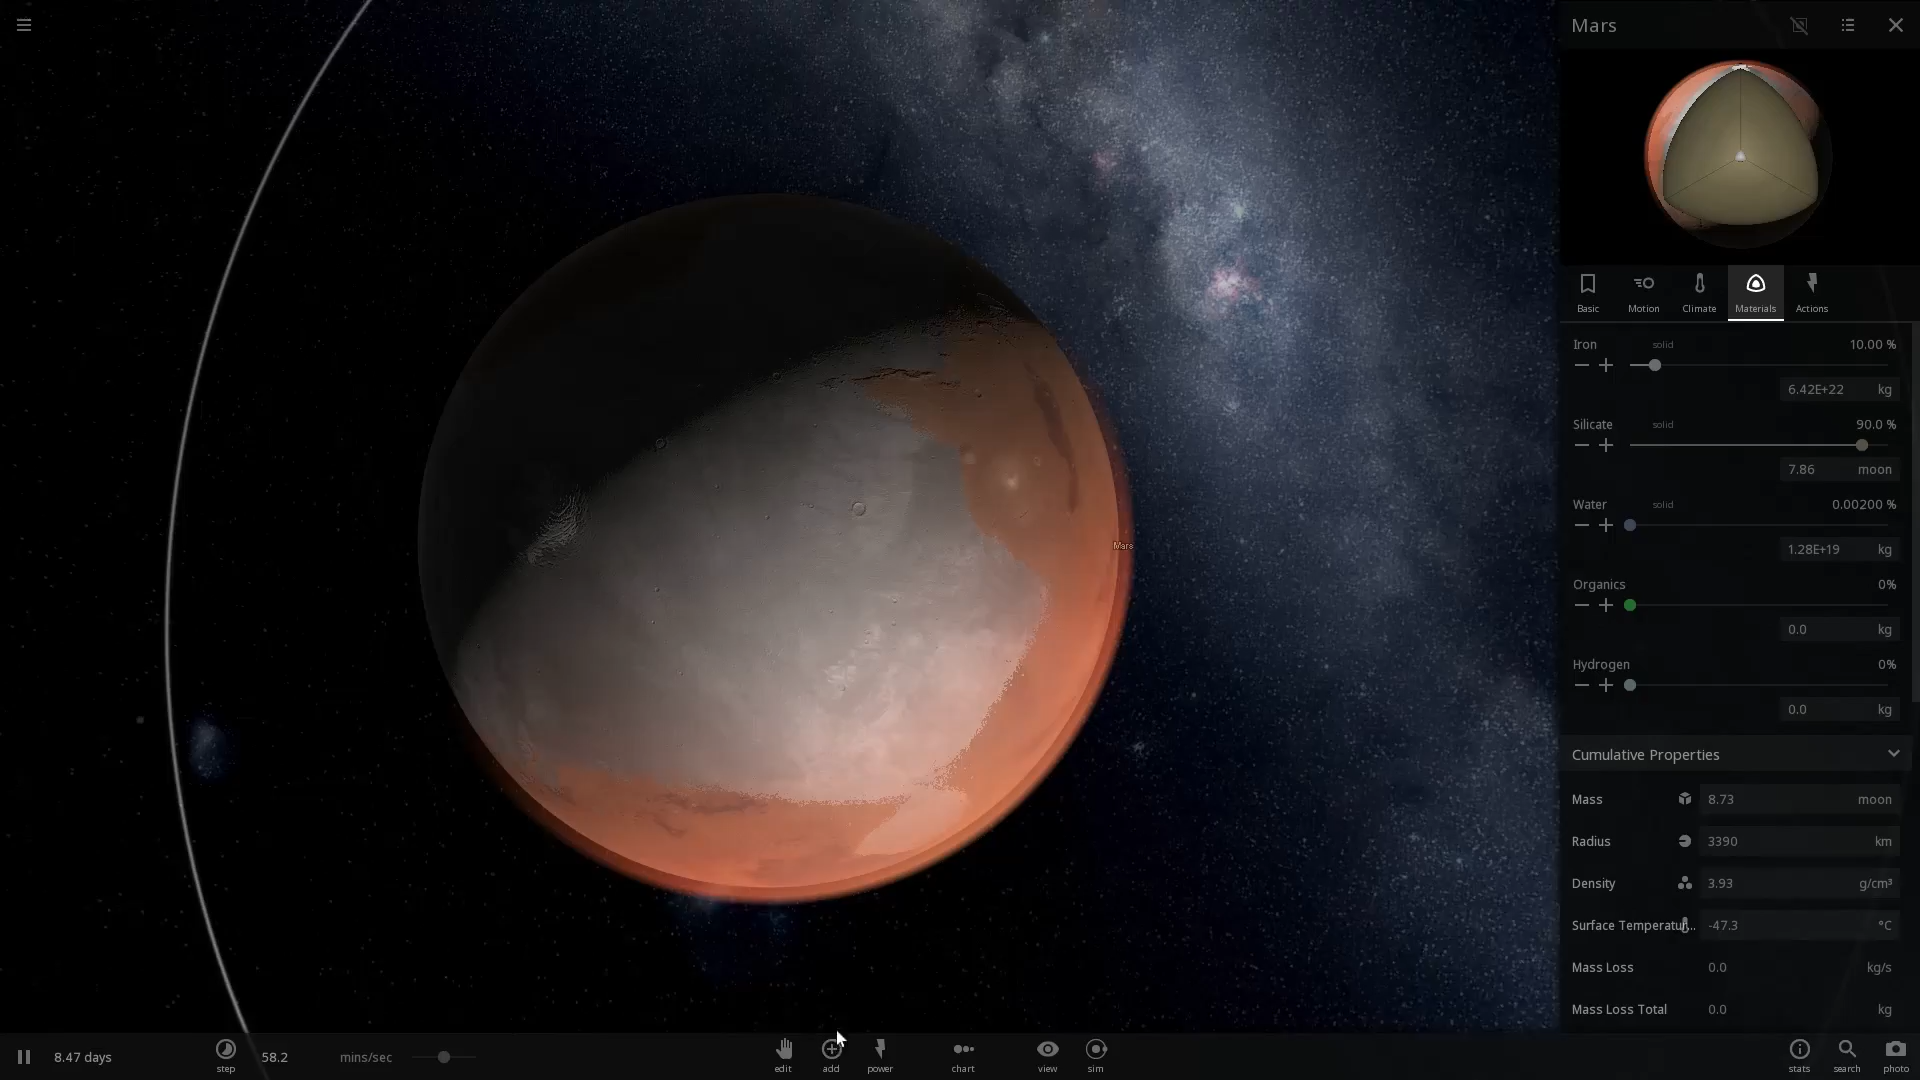 Mars
Basic
Motion
Climate
Materials
Actions
Iron solid 10.00 %
6.42E+22 kg
Silicate solid 90.0 %
7.86 moon
Water solid 0.00200 %
1.28E+19 kg
Organics 0%
0.0 kg
Hydrogen 0%
0.0 kg
Mars
Cumulative Properties
Mass 8.73 moon
Radius 3390 km
Density 3.93 g/cm³
Surface Temperatur... -47.3 °C
Mass Loss 0.0 kg/s
Mass Loss Total 0.0 kg
8.47 days
step
58.2 mins/sec
edit
add
power
chart
view
sim
stats
search
photo